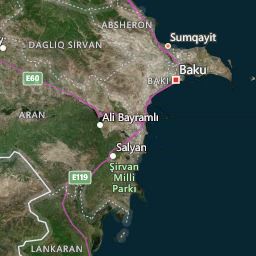 ABSHERON
Sumqayit
DAGLIQ SIRVAN
Baku
BAKI
E60
ARAN
Ali Bayramlı
Salyan
Şirvan
Milli
Parkı
E119
LANKARAN